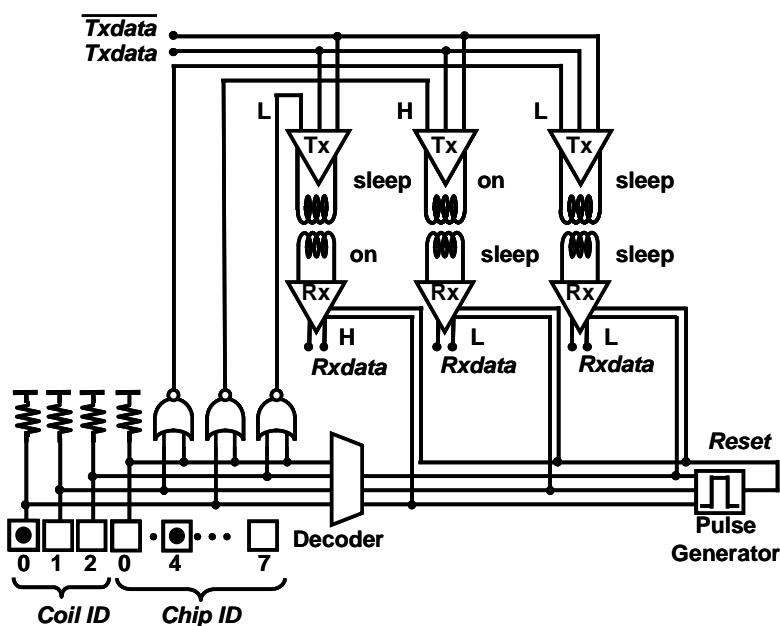 Txdata
Txdata
L H L
Tx Tx Tx
sleep on sleep
on sleep sleep
Rx Rx Rx
H L L
Rxdata Rxdata Rxdata
Reset
Decoder
Pulse
Generator
0 1 2 0 4 7
Coil ID Chip ID